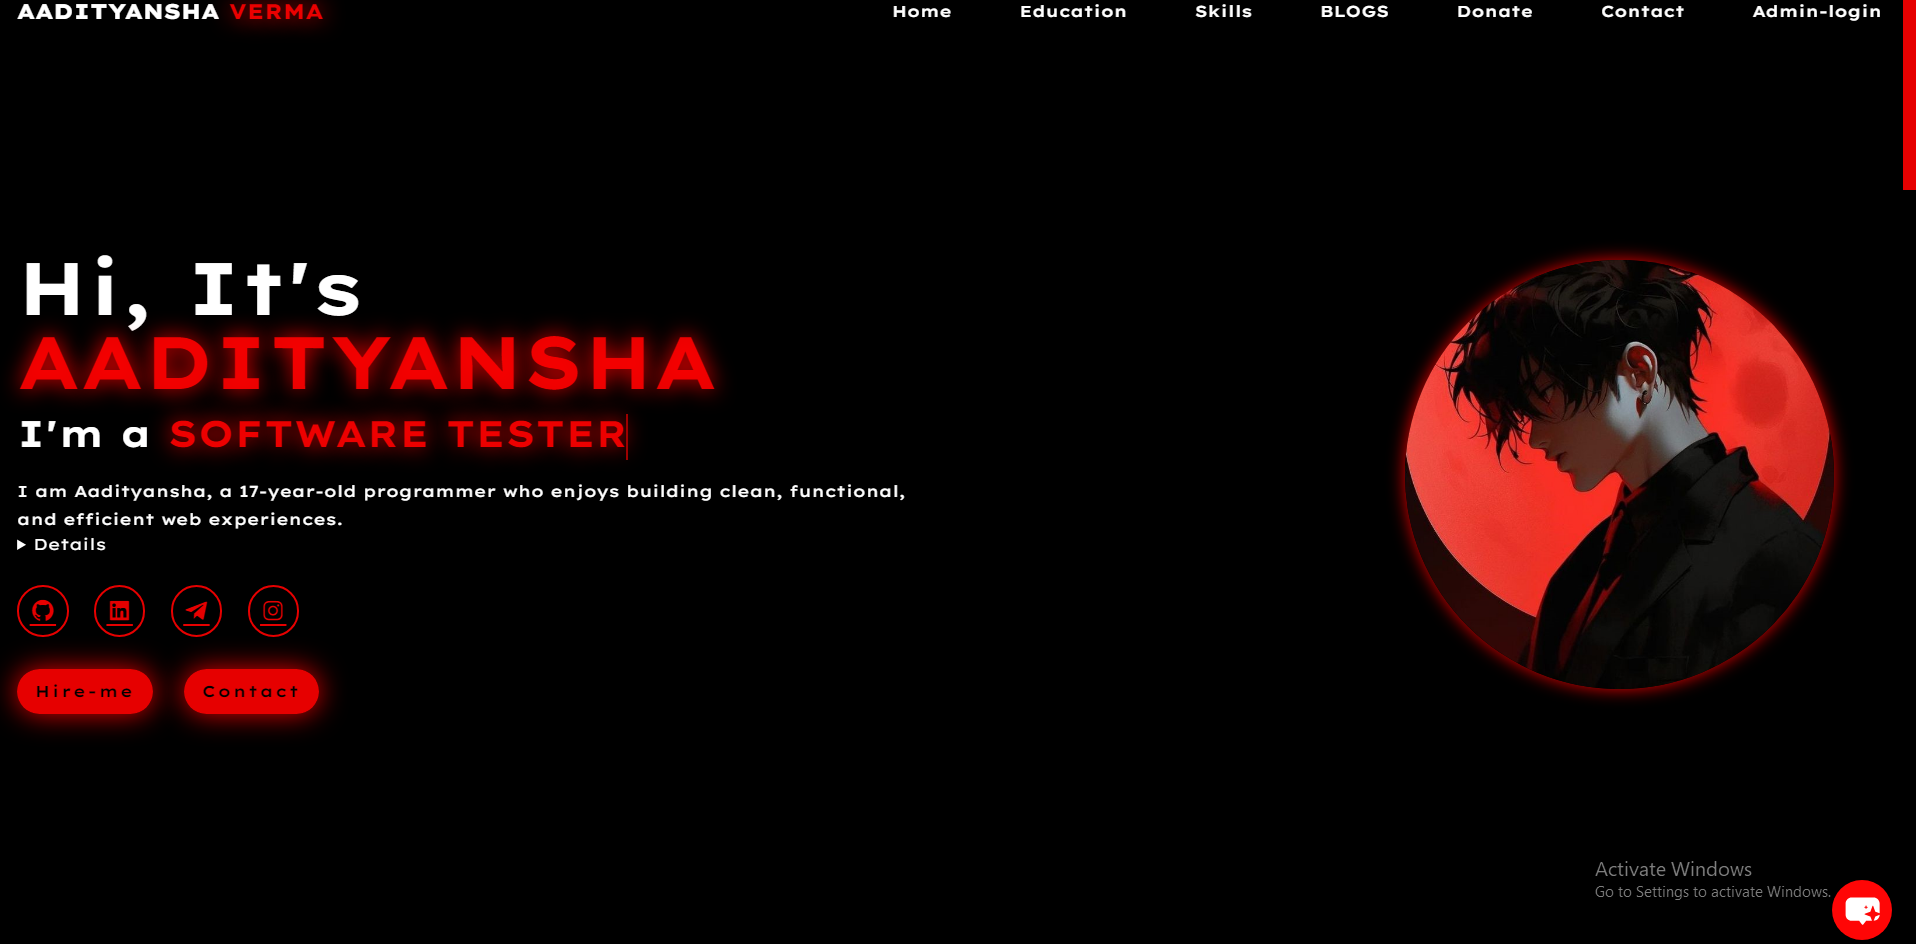 AADITYANSHA VERMA
Home Education Skills BLOGS Donate Contact Admin-login
Hi, It's
AADITYANSHA
I'm a SOFTWARE TESTER
I am Aadityansha, a 17-year-old programmer who enjoys building clean, functional,
and efficient web experiences.
Details
in
Hire-me Contact
Activate Windows
Go to Settings to activate Windows.